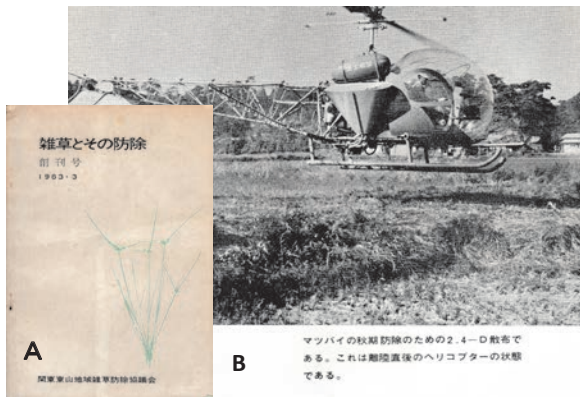 雑草とその防除
創刊号
1963・3
A
関東東山地域雑草防除協議会
B
マツバイの秋期防除のための2.4－D散布で
ある。これは離陸直後のヘリコプターの状態
である。